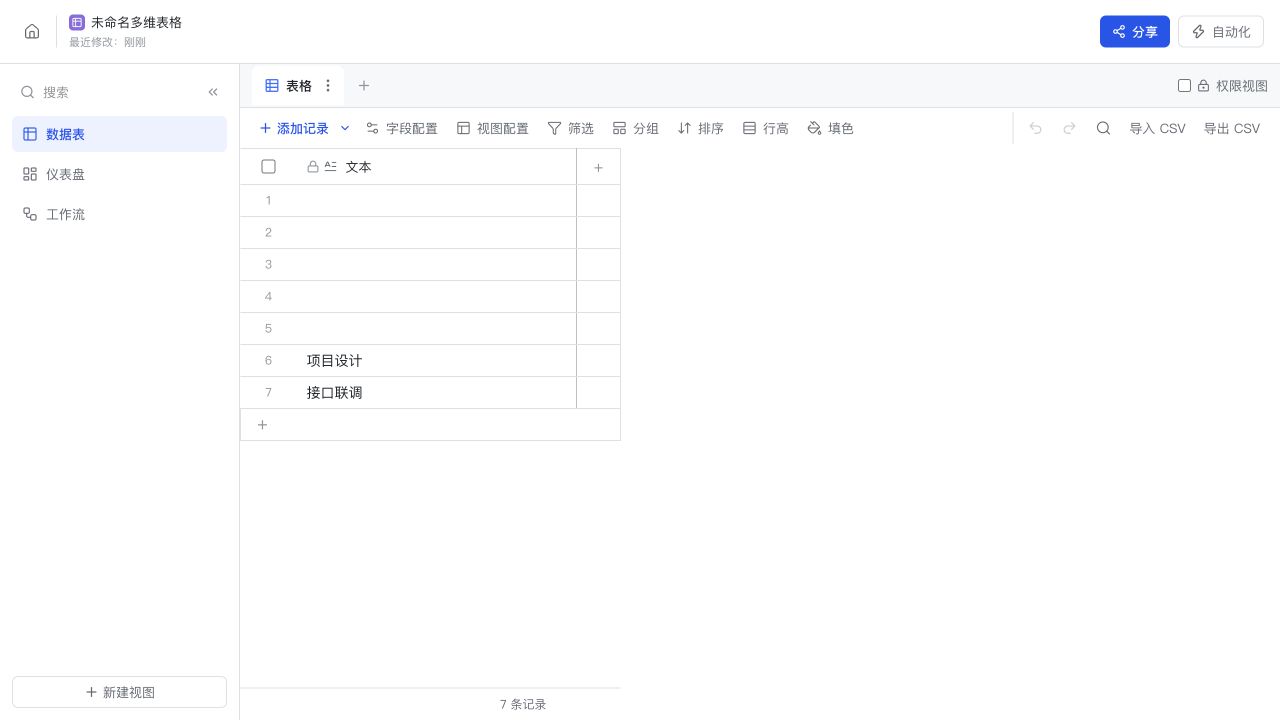 未命名多维表格
最近修改：刚刚
分享
自动化
搜索
数据表
仪表盘
工作流
新建视图
表格
权限视图
添加记录 字段配置 视图配置 筛选 分组 排序 行高 填色 导入 CSV 导出 CSV
文本
1
2
3
4
5
6 项目设计
7 接口联调
7 条记录